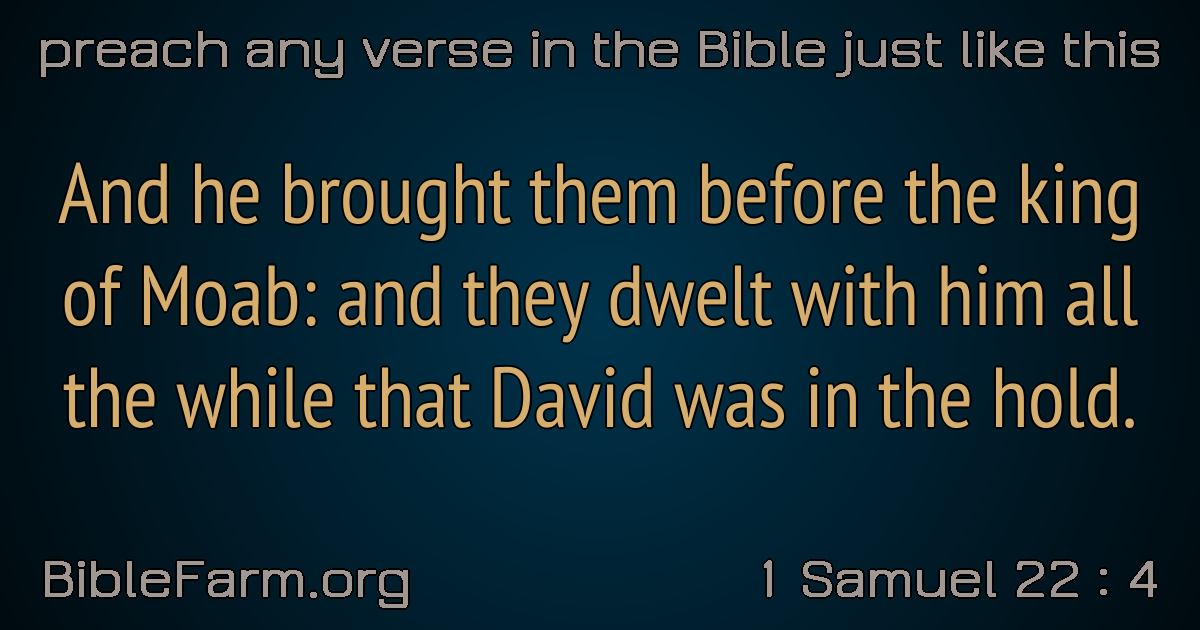 preach any verse in the Bible just like this
And he brought them before the king
of Moab: and they dwelt with him all
the while that David was in the hold.
BibleFarm.org
1 Samuel 22 : 4